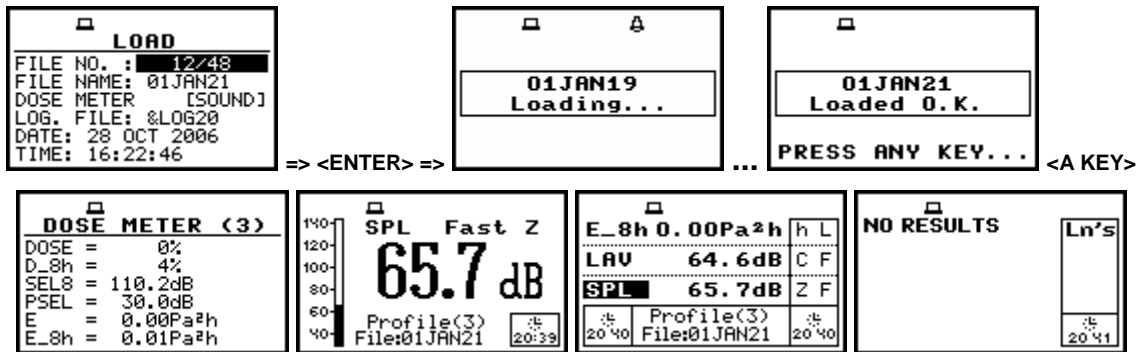 LOAD
FILE NO. : 12/48
FILE NAME: 01JAN21
DOSE METER [SOUND]
LOG. FILE: &LOG20
DATE: 28 OCT 2006
TIME: 16:22:46
=> <ENTER> =>
01JAN19
Loading...
...
01JAN21
Loaded O.K.
PRESS ANY KEY...
<A KEY>
DOSE METER (3)
DOSE = 0%
D_8h = 4%
SEL8 = 110.2dB
PSEL = 30.0dB
E = 0.00Pa²h
E_8h = 0.01Pa²h
140
120
100
80
60
40
SPL Fast Z
65.7 dB
Profile(3)
File:01JAN21
20:39
E_8h 0.00Pa²h h L
LAV 64.6dB C F
SPL 65.7dB Z F
20:40
Profile(3)
File:01JAN21
20:40
NO RESULTS
Ln's
20:41